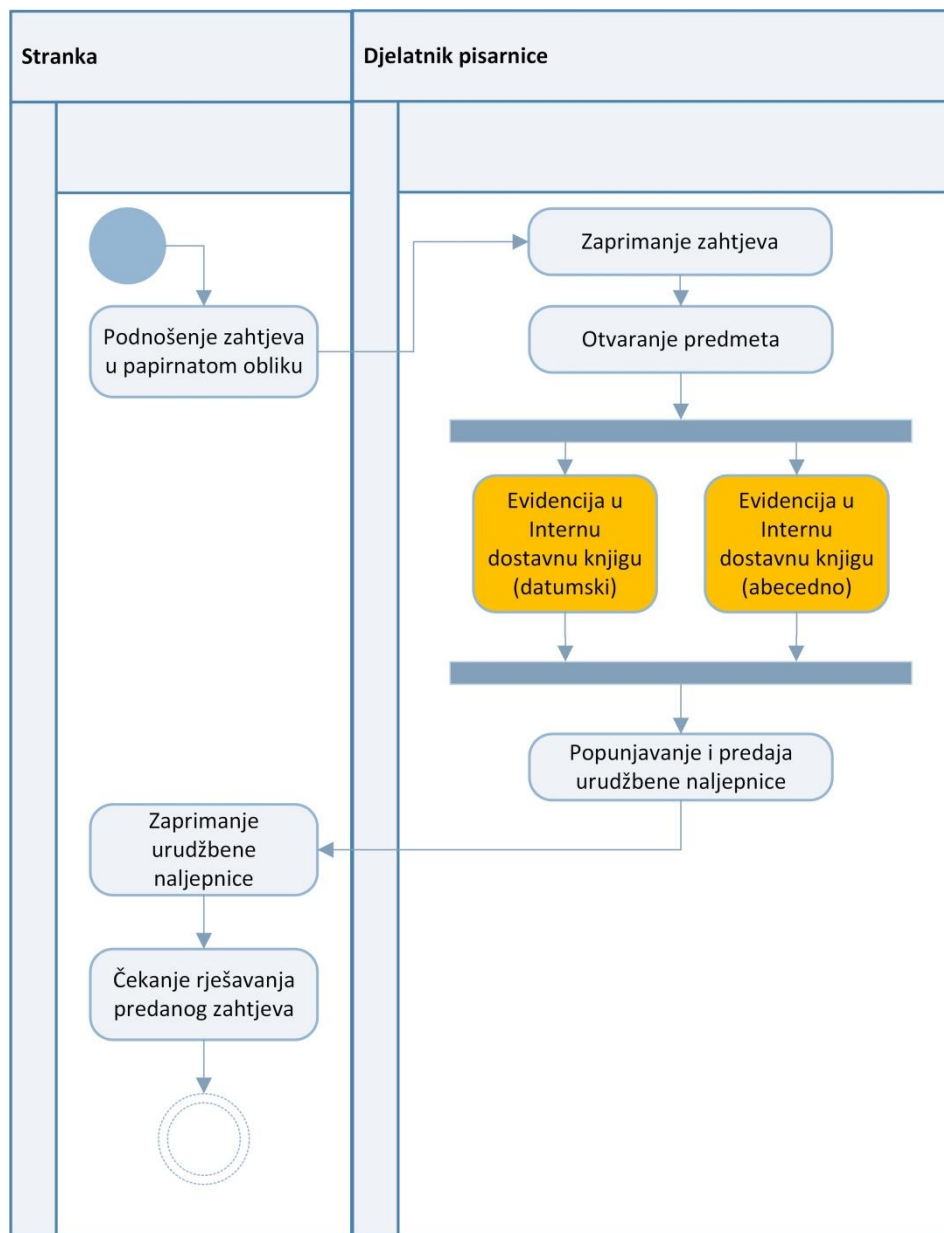 Stranka
Djelatnik pisarnice
Zaprimanje zahtjeva
Podnošenje zahtjeva
u papirnatom obliku
Otvaranje predmeta
Evidencija u
Internu
dostavnu knjigu
(datumski)
Evidencija u
Internu
dostavnu knjigu
(abecedno)
Popunjavanje i predaja
urudžbene naljepnice
Zaprimanje
urudžbene
naljepnice
Čekanje rješavanja
predanog zahtjeva